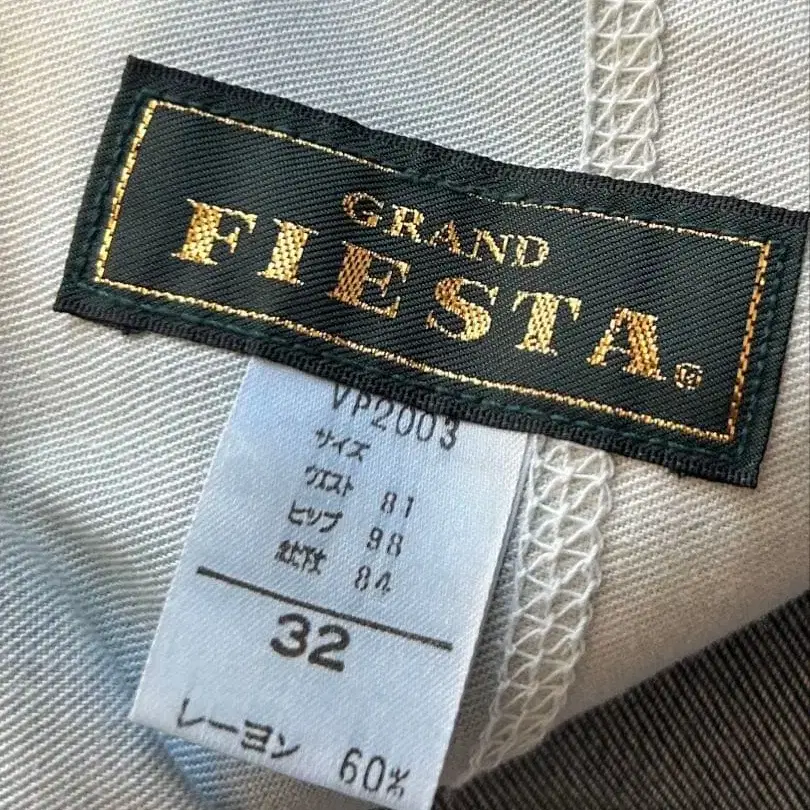 GRAND
FIESTA®
VP2003
サイズ
ウエスト 81
ヒップ 98
股下丈 84
32
レーヨン 60%